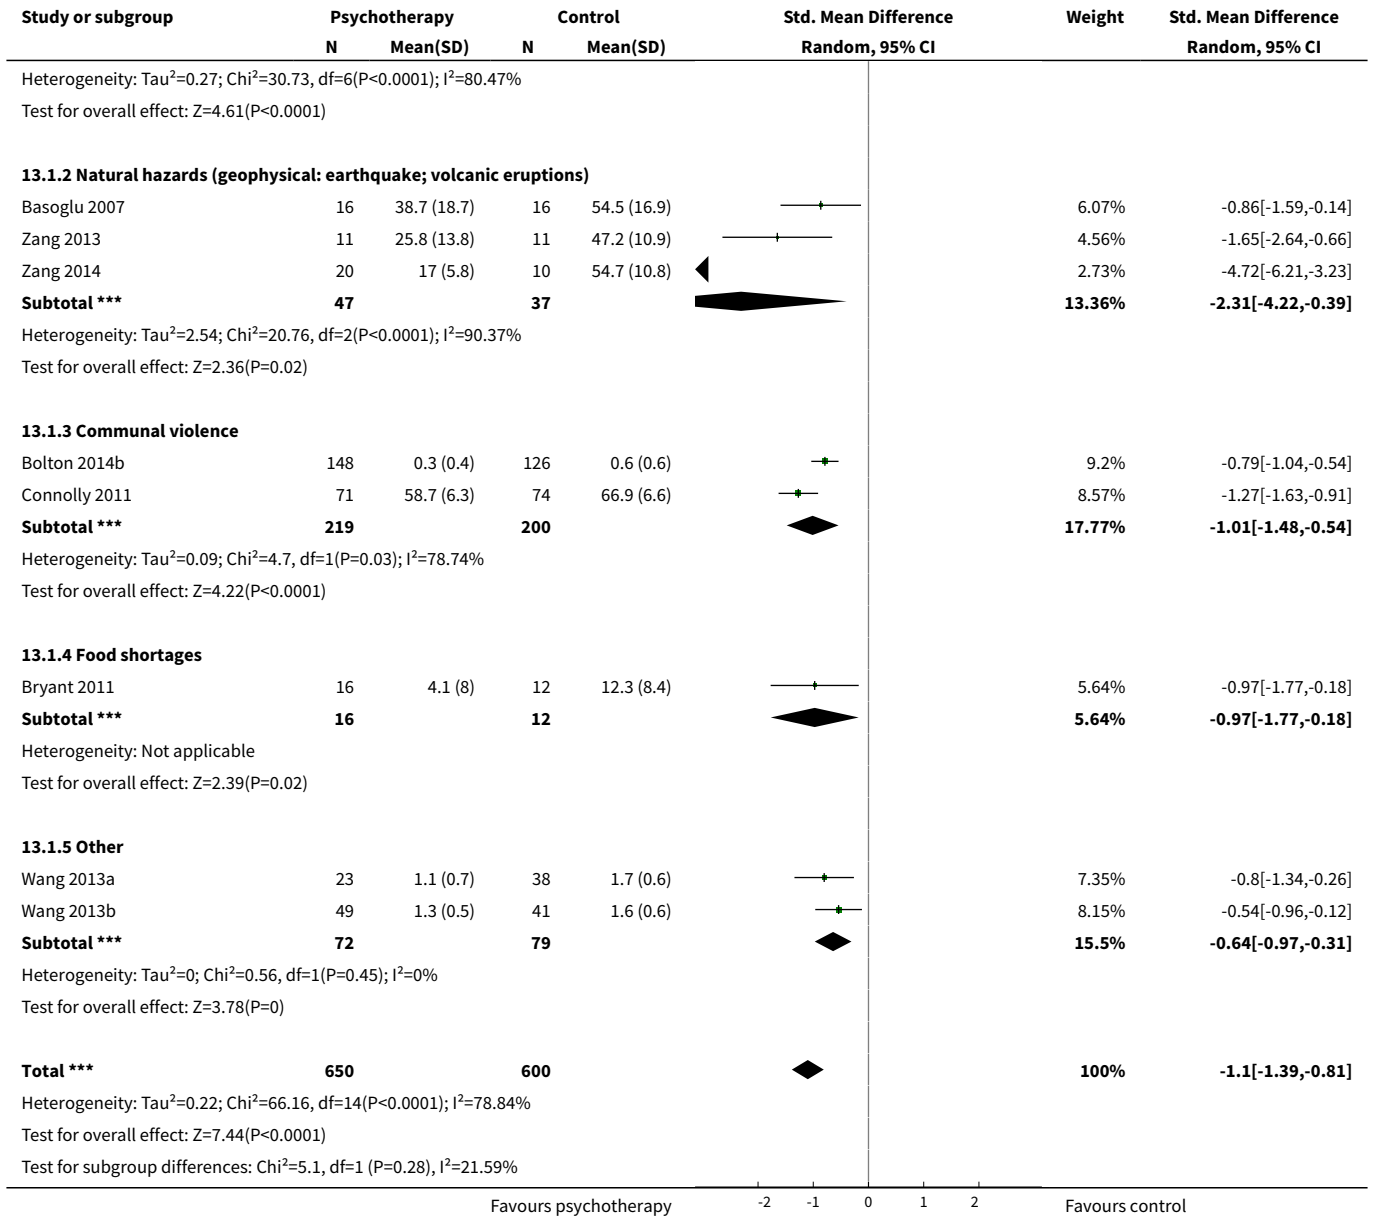 Study or subgroup Psychotherapy Control Std. Mean Difference Weight Std. Mean Difference
N Mean(SD) N Mean(SD) Random, 95% CI Random, 95% CI
Heterogeneity: Tau²=0.27; Chi²=30.73, df=6(P<0.0001); I²=80.47%
Test for overall effect: Z=4.61(P<0.0001)
13.1.2 Natural hazards (geophysical: earthquake; volcanic eruptions)
Basoglu 2007 16 38.7 (18.7) 16 54.5 (16.9) 6.07% -0.86[-1.59,-0.14]
Zang 2013 11 25.8 (13.8) 11 47.2 (10.9) 4.56% -1.65[-2.64,-0.66]
Zang 2014 20 17 (5.8) 10 54.7 (10.8) 2.73% -4.72[-6.21,-3.23]
Subtotal *** 47 37 13.36% -2.31[-4.22,-0.39]
Heterogeneity: Tau²=2.54; Chi²=20.76, df=2(P<0.0001); I²=90.37%
Test for overall effect: Z=2.36(P=0.02)
13.1.3 Communal violence
Bolton 2014b 148 0.3 (0.4) 126 0.6 (0.6) 9.2% -0.79[-1.04,-0.54]
Connolly 2011 71 58.7 (6.3) 74 66.9 (6.6) 8.57% -1.27[-1.63,-0.91]
Subtotal *** 219 200 17.77% -1.01[-1.48,-0.54]
Heterogeneity: Tau²=0.09; Chi²=4.7, df=1(P=0.03); I²=78.74%
Test for overall effect: Z=4.22(P<0.0001)
13.1.4 Food shortages
Bryant 2011 16 4.1 (8) 12 12.3 (8.4) 5.64% -0.97[-1.77,-0.18]
Subtotal *** 16 12 5.64% -0.97[-1.77,-0.18]
Heterogeneity: Not applicable
Test for overall effect: Z=2.39(P=0.02)
13.1.5 Other
Wang 2013a 23 1.1 (0.7) 38 1.7 (0.6) 7.35% -0.8[-1.34,-0.26]
Wang 2013b 49 1.3 (0.5) 41 1.6 (0.6) 8.15% -0.54[-0.96,-0.12]
Subtotal *** 72 79 15.5% -0.64[-0.97,-0.31]
Heterogeneity: Tau²=0; Chi²=0.56, df=1(P=0.45); I²=0%
Test for overall effect: Z=3.78(P=0)
Total *** 650 600 100% -1.1[-1.39,-0.81]
Heterogeneity: Tau²=0.22; Chi²=66.16, df=14(P<0.0001); I²=78.84%
Test for overall effect: Z=7.44(P<0.0001)
Test for subgroup differences: Chi²=5.1, df=1 (P=0.28), I²=21.59%
Favours psychotherapy -2 -1 0 1 2 Favours control